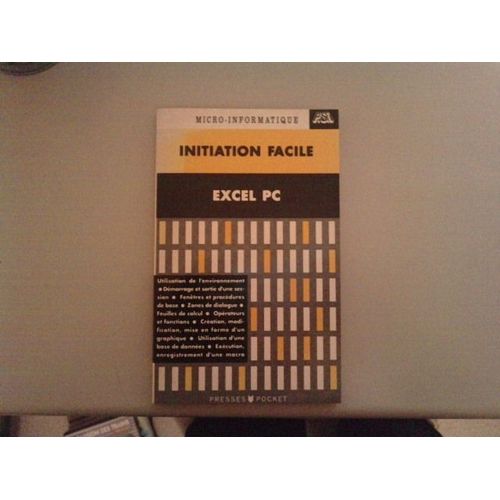 MICRO-INFORMATIQUE
PSI
INITIATION FACILE
EXCEL PC
Utilisation de l'environnement
● Démarrage et sortie d'une ses-
sion ● Fenêtres et procédures
de base ● Zones de dialogue ●
Feuilles de calcul ● Opérateurs
et fonctions ● Création, modi-
fication, mise en forme d'un
graphique ● Utilisation d'une
base de données ● Exécution,
enregistrement d'une macro
PRESSES POCKET